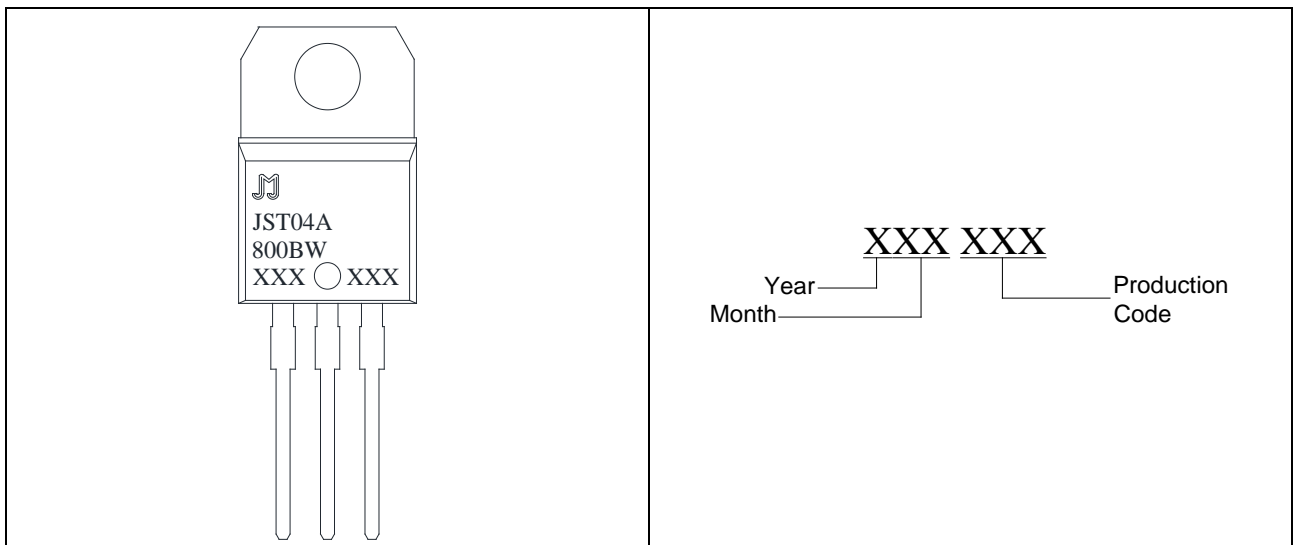 JST04A
800BW
XXX XXX
XXX XXX
Year
Month
Production
Code